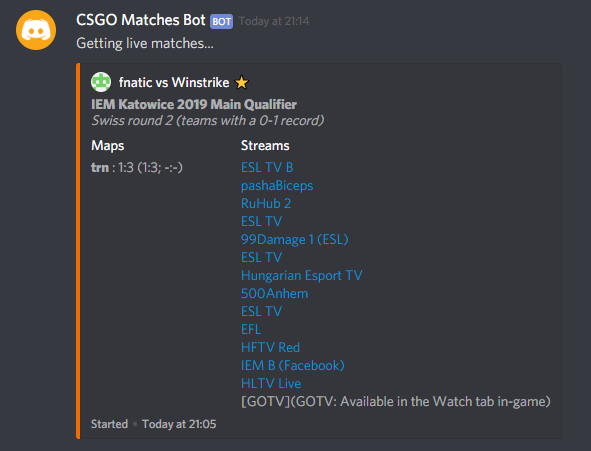 CSGO Matches Bot BOT Today at 21:14
Getting live matches...
fnatic vs Winstrike
IEM Katowice 2019 Main Qualifier
Swiss round 2 (teams with a 0-1 record)
Maps
trn : 1:3 (1:3; -:-)
Streams
ESL TV B
pashaBiceps
RuHub 2
ESL TV
99Damage 1 (ESL)
ESL TV
Hungarian Esport TV
500Anhem
ESL TV
EFL
HFTV Red
IEM B (Facebook)
HLTV Live
[GOTV](GOTV: Available in the Watch tab in-game)
Started • Today at 21:05